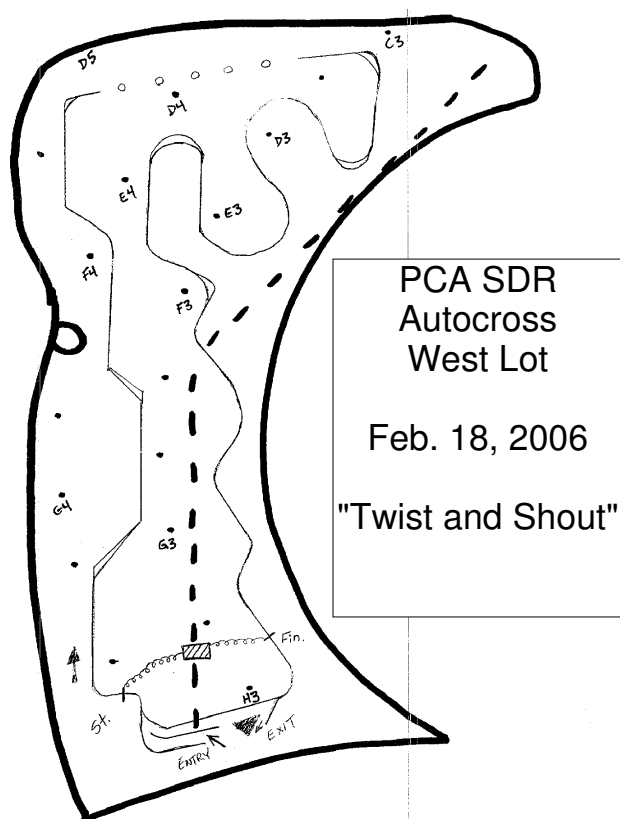 C3
D5
D4
D3
E4
E3
F4
F3
PCA SDR
Autocross
West Lot
Feb. 18, 2006
"Twist and Shout"
G4
G3
Fin.
H3
St.
EXIT
ENTRY